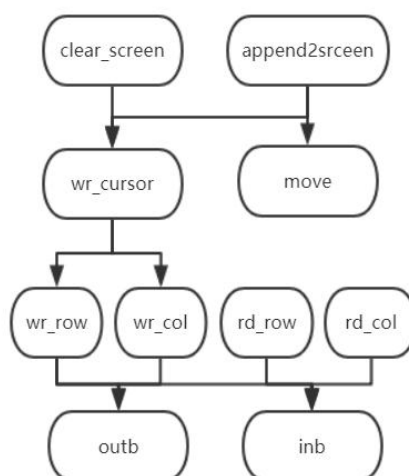 clear_screen
append2srceen
wr_cursor
move
wr_row
wr_col
rd_row
rd_col
outb
inb